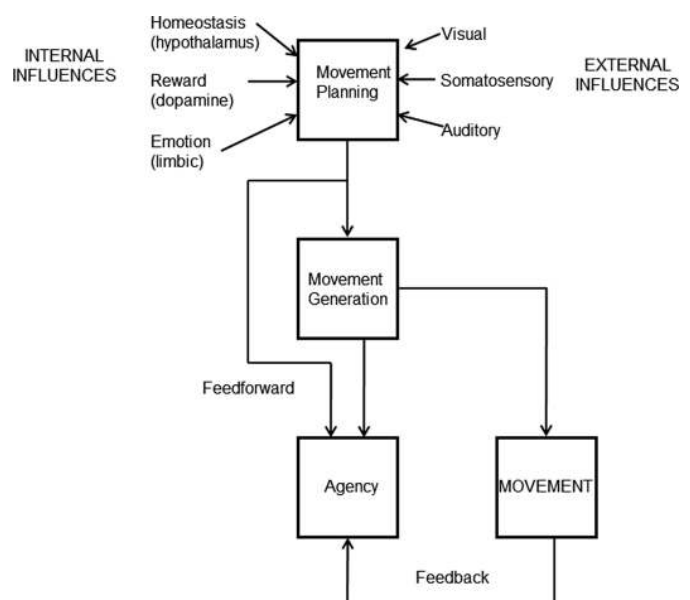 INTERNAL
INFLUENCES
Homeostasis
(hypothalamus)
Reward
(dopamine)
Emotion
(limbic)
Movement
Planning
Visual
Somatosensory
Auditory
EXTERNAL
INFLUENCES
Movement
Generation
Feedforward
Agency
MOVEMENT
Feedback